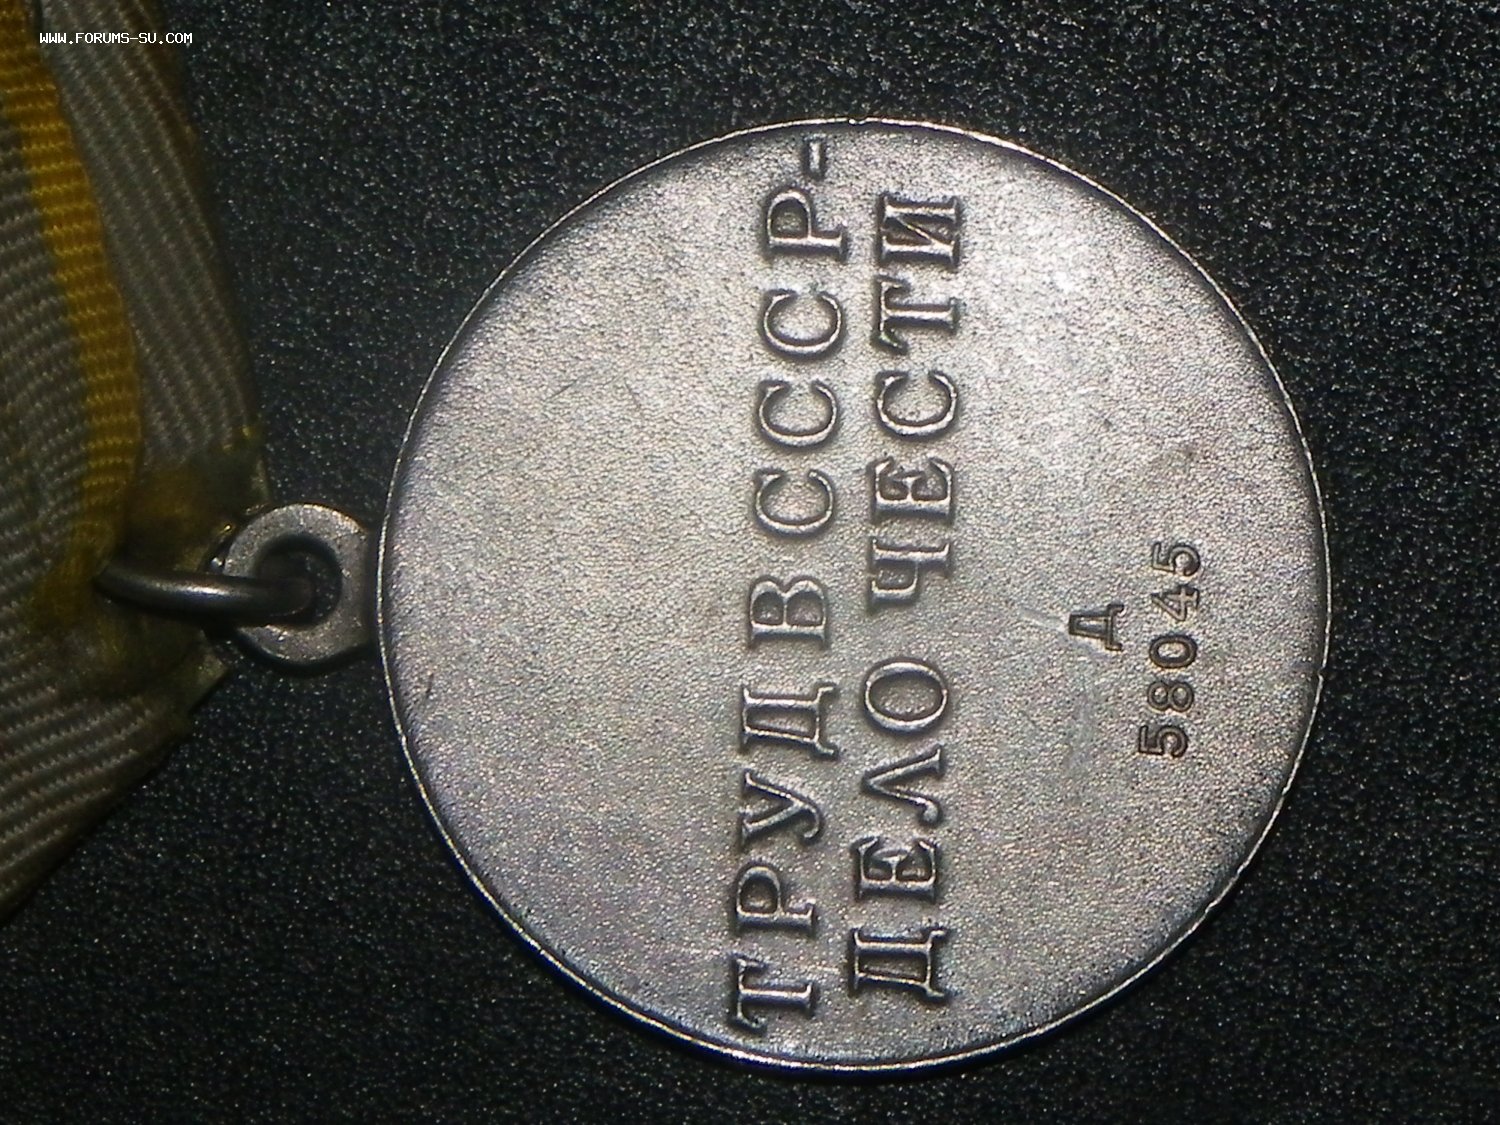 WWW.FORUMS-SU.COM
ТРУД В СССР-
ДЕЛО ЧЕСТИ
Д
58045